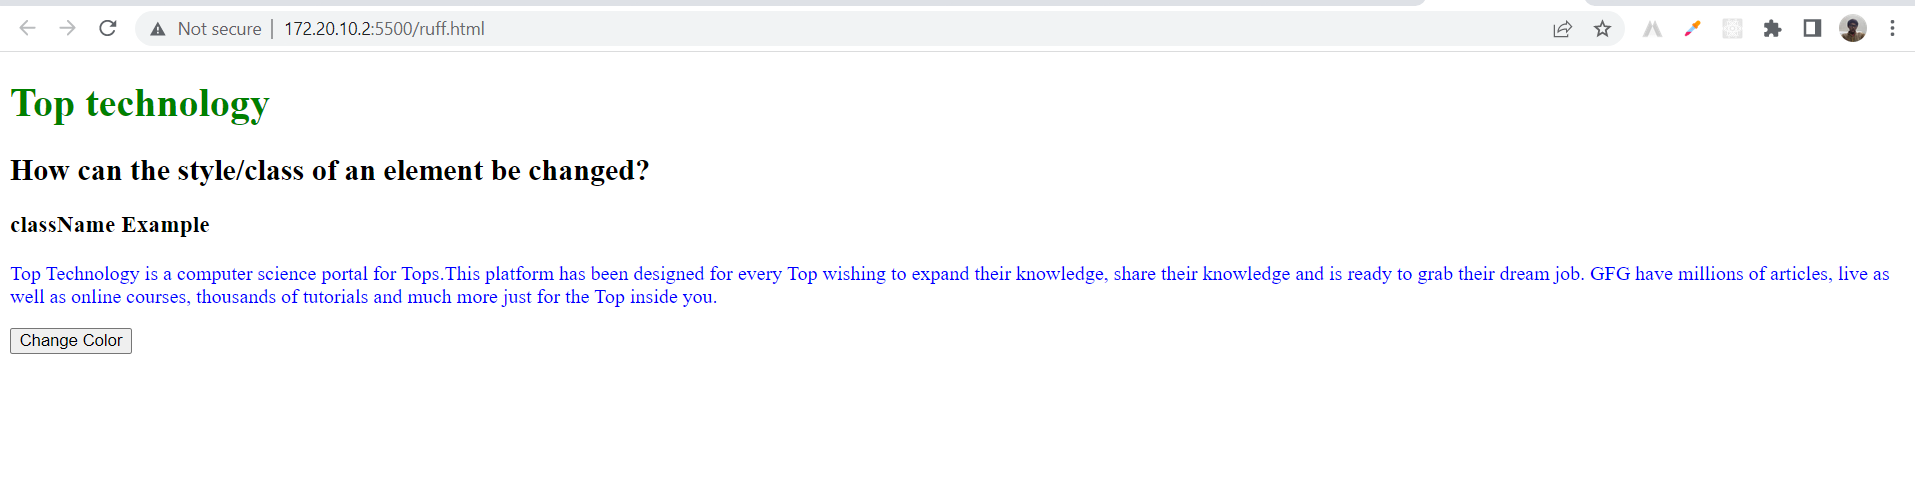 Not secure | 172.20.10.2:5500/ruff.html
Top technology
How can the style/class of an element be changed?
className Example
Top Technology is a computer science portal for Tops.This platform has been designed for every Top wishing to expand their knowledge, share their knowledge and is ready to grab their dream job. GFG have millions of articles, live as
well as online courses, thousands of tutorials and much more just for the Top inside you.
Change Color